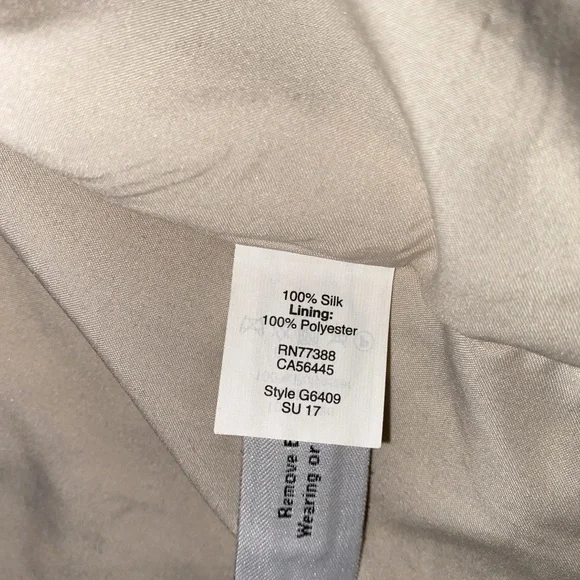 100% Silk
Lining:
100% Polyester
RN77388
CA56445
Style G6409
SU 17
Remove
Wearing or